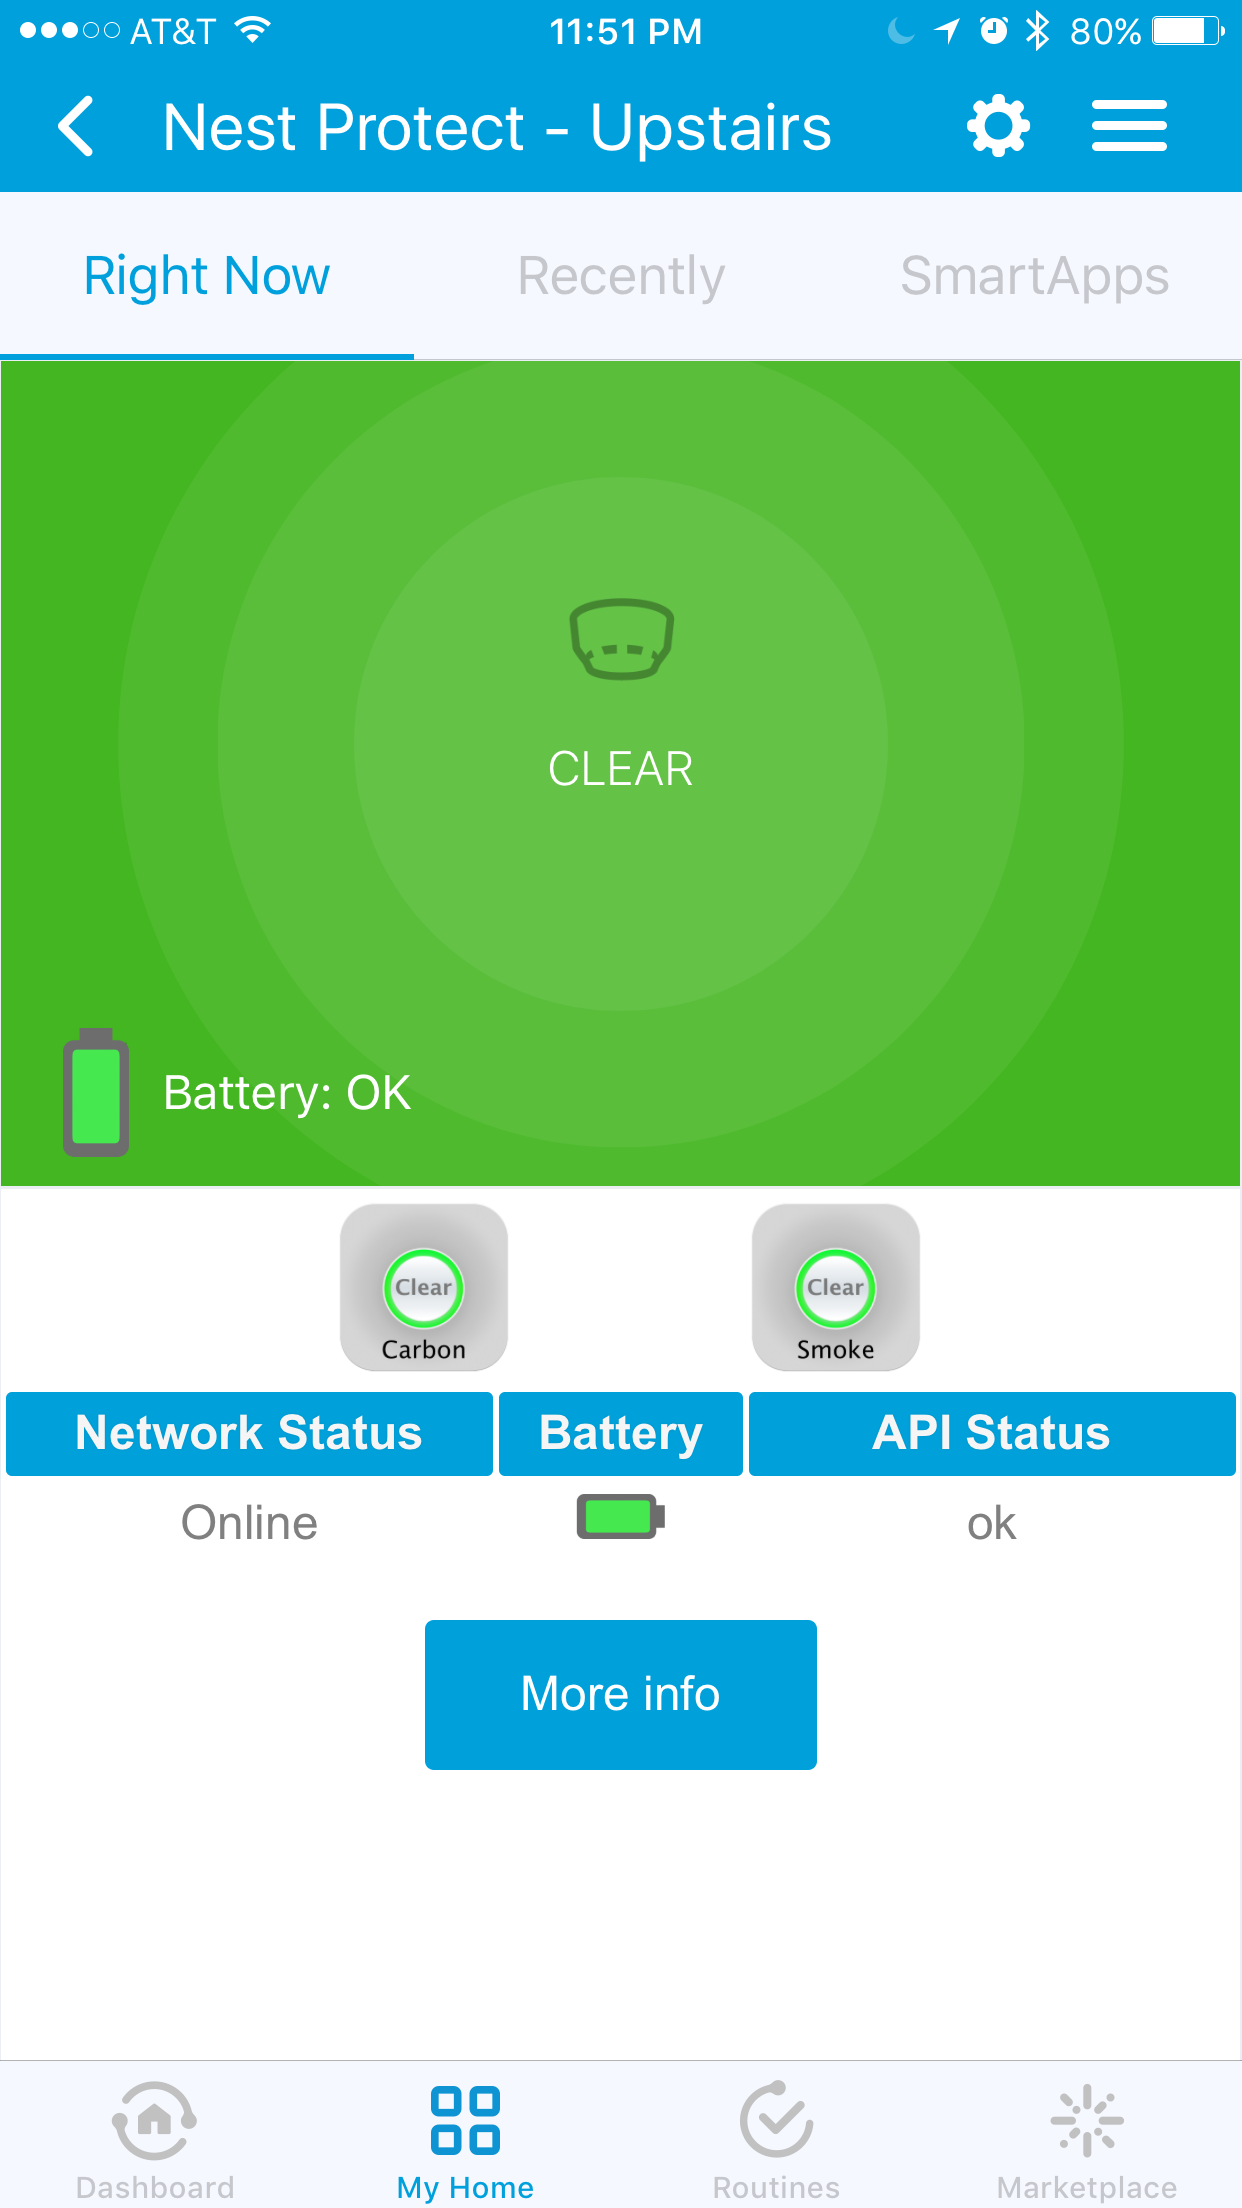 AT&T 11:51 PM 80%
Nest Protect - Upstairs
Right Now Recently SmartApps
CLEAR
Battery: OK
Clear Clear
Carbon Smoke
Network Status Battery API Status
Online ok
More info
Dashboard My Home Routines Marketplace